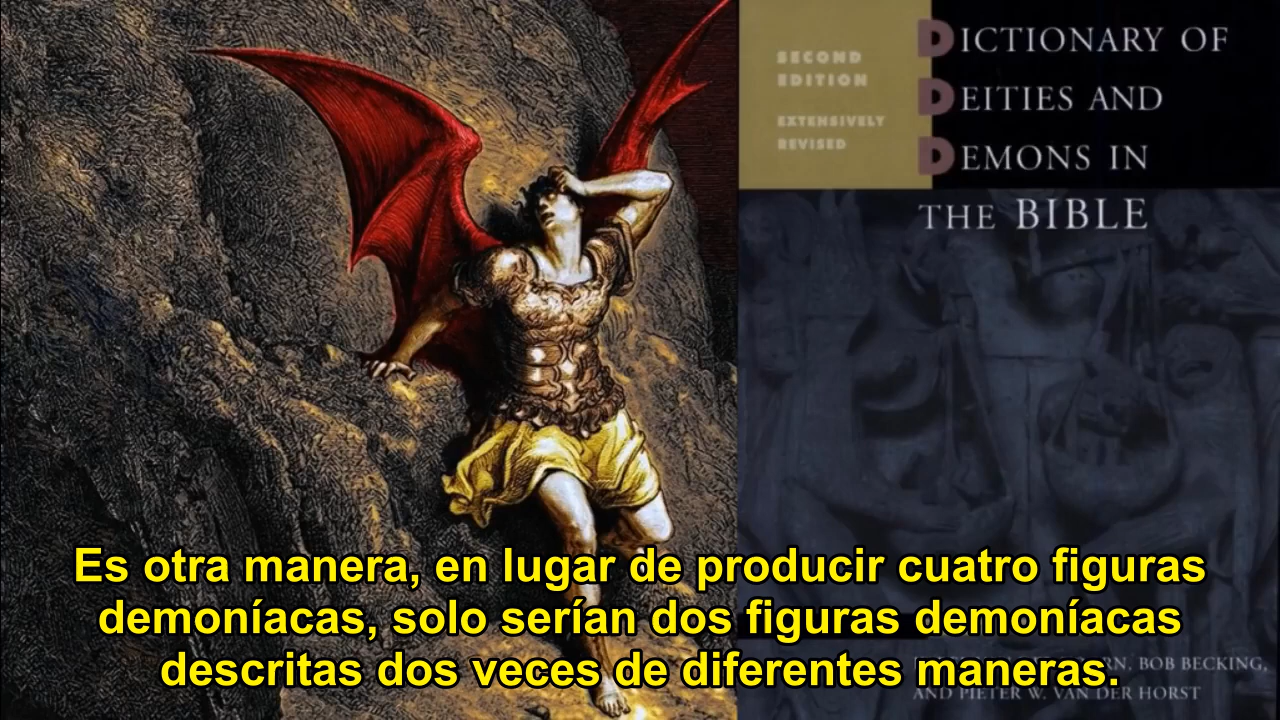 SECOND
EDITION
EXTENSIVELY
REVISED
DICTIONARY OF
DEITIES AND
DEMONS IN
THE BIBLE
Es otra manera, en lugar de producir cuatro figuras
demoníacas, solo serían dos figuras demoníacas
descritas dos veces de diferentes maneras.
BOB BECKING,
AND PIETER W. VAN DER HORST